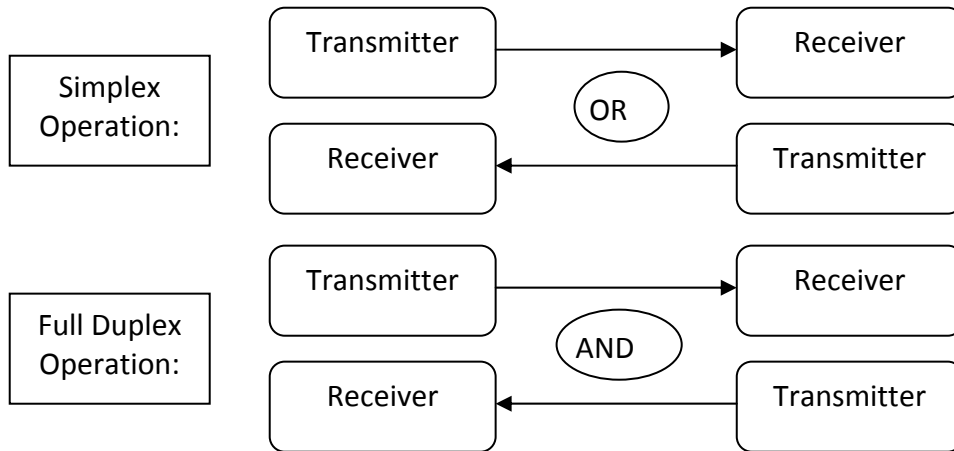 Transmitter
Receiver
Simplex
Operation:
OR
Receiver
Transmitter
Transmitter
Receiver
Full Duplex
Operation:
AND
Receiver
Transmitter